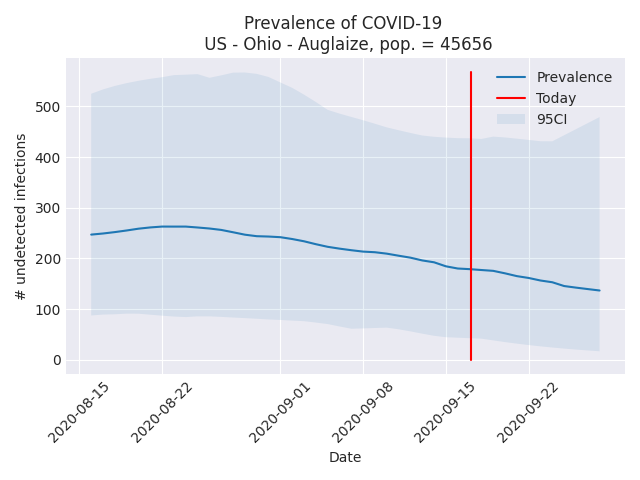 Prevalence of COVID-19
US - Ohio - Auglaize, pop. = 45656
Prevalence
Today
95CI
500
400
300
200
100
0
# undetected infections
2020-08-15
2020-08-22
2020-09-01
2020-09-08
2020-09-15
2020-09-22
Date